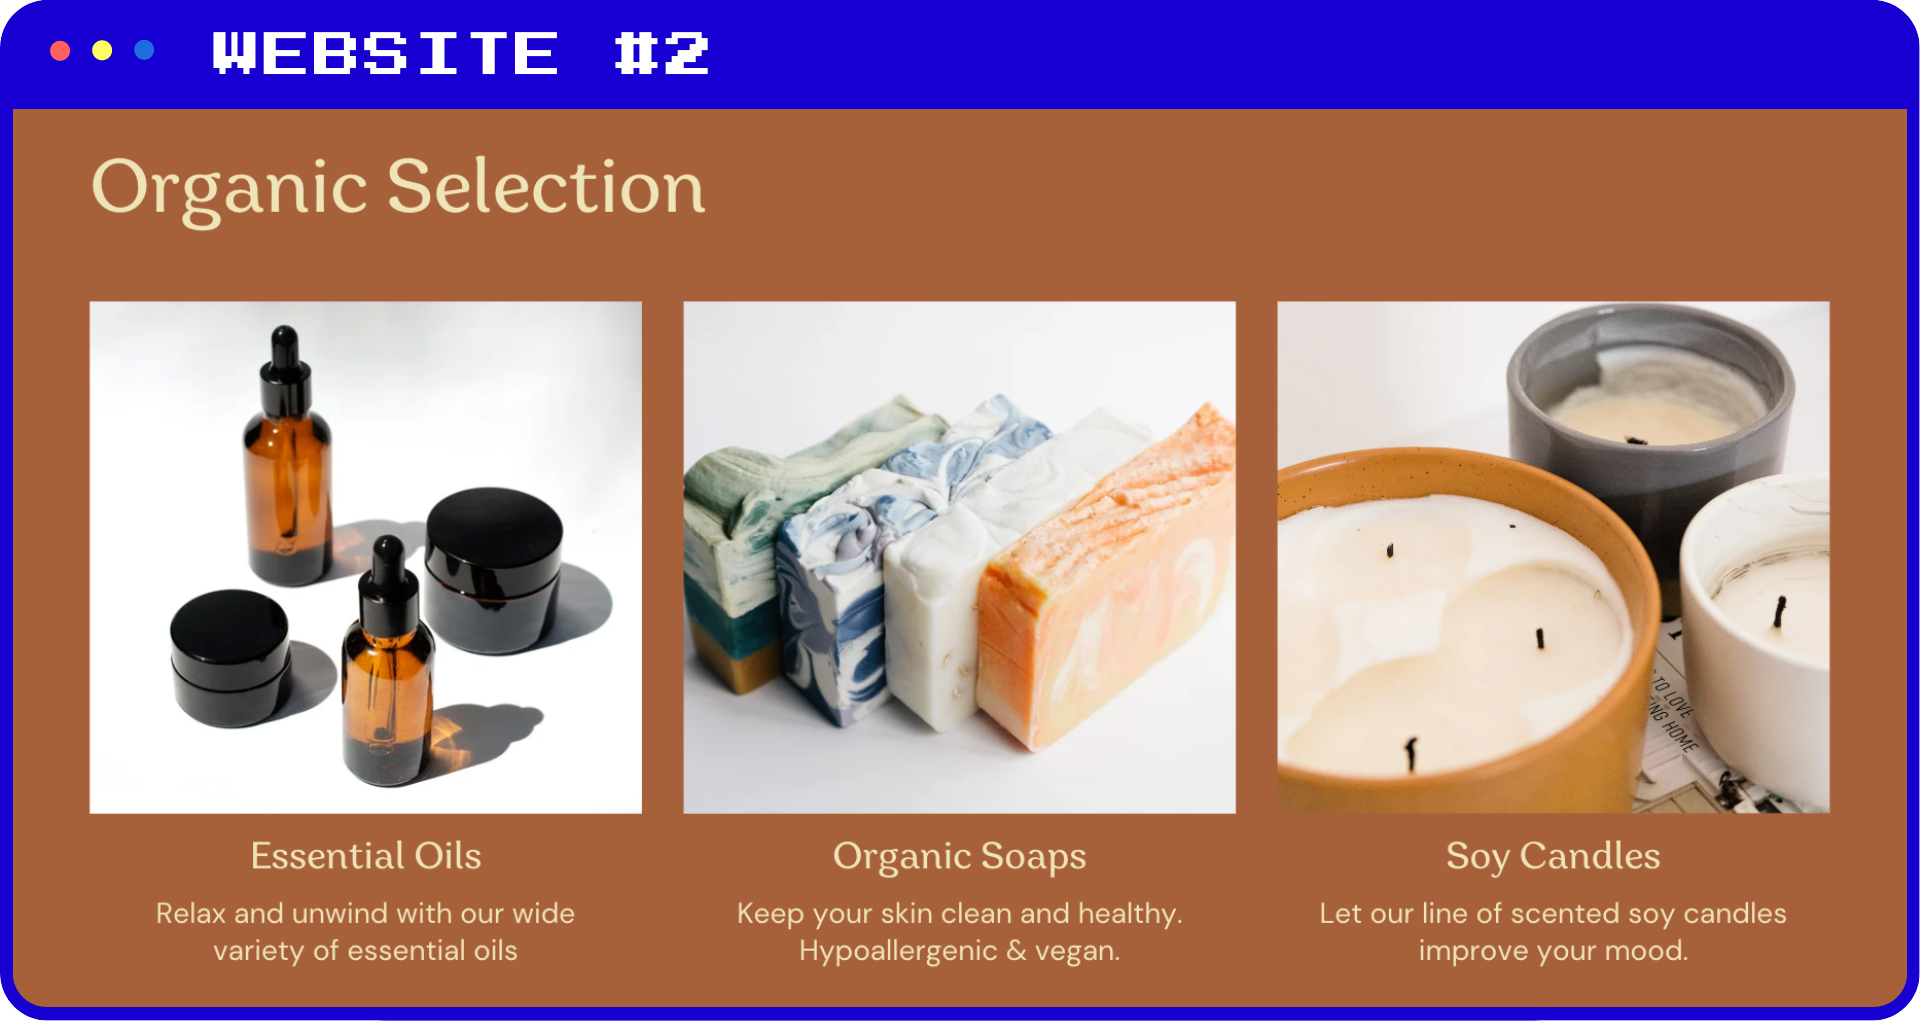 WEBSITE #2
Organic Selection
TO LOVE
ING HOME
Essential Oils
Relax and unwind with our wide
variety of essential oils
Organic Soaps
Keep your skin clean and healthy.
Hypoallergenic & vegan.
Soy Candles
Let our line of scented soy candles
improve your mood.